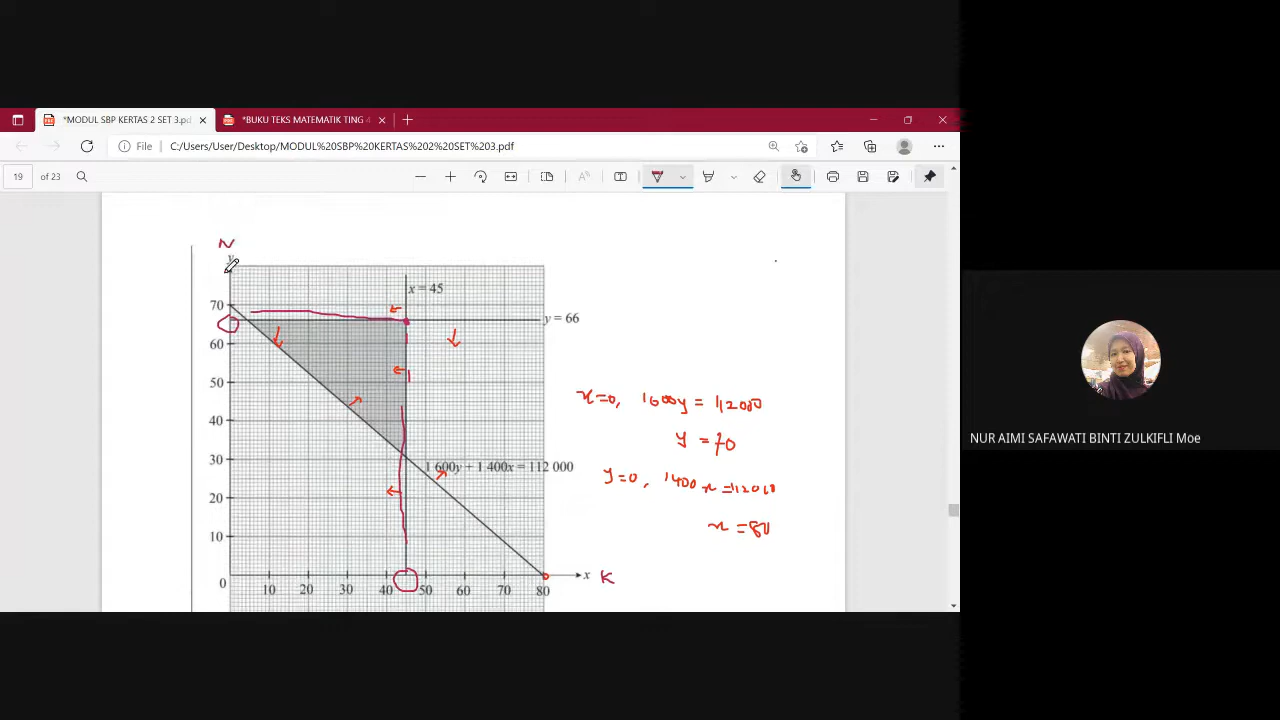 *MODUL SBP KERTAS 2 SET 3.pd
*BUKU TEKS MATEMATIK TING 4
File C:/Users/User/Desktop/MODUL%20SBP%20KERTAS%202%20SET%203.pdf
19 of 23
N
y
x = 45
70
y = 66
60
50
x=0, 1600y = 112000
40
y = 70
30
1 600y + 1 400x = 112 000
y=0, 1400x =112000
20
x =80
10
x K
0 10 20 30 40 50 60 70 80
NUR AIMI SAFAWATI BINTI ZULKIFLI Moe